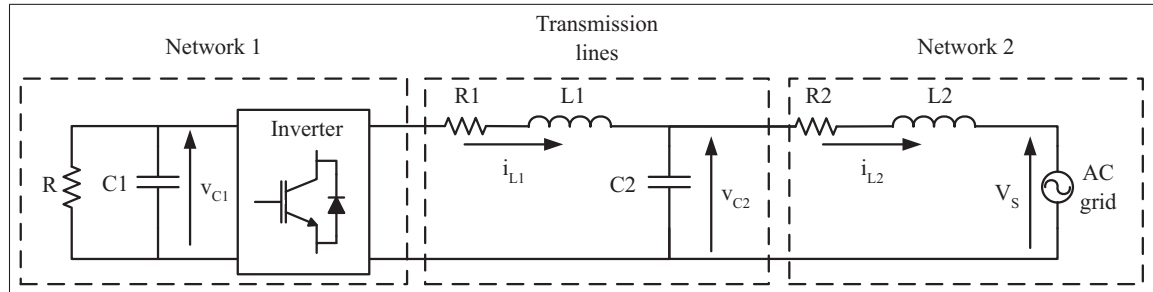 Network 1
Transmission
lines
Network 2
R1
L1
R2
L2
Inverter
R
C1
v_C1
i_L1
C2
v_C2
i_L2
V_S
AC
grid